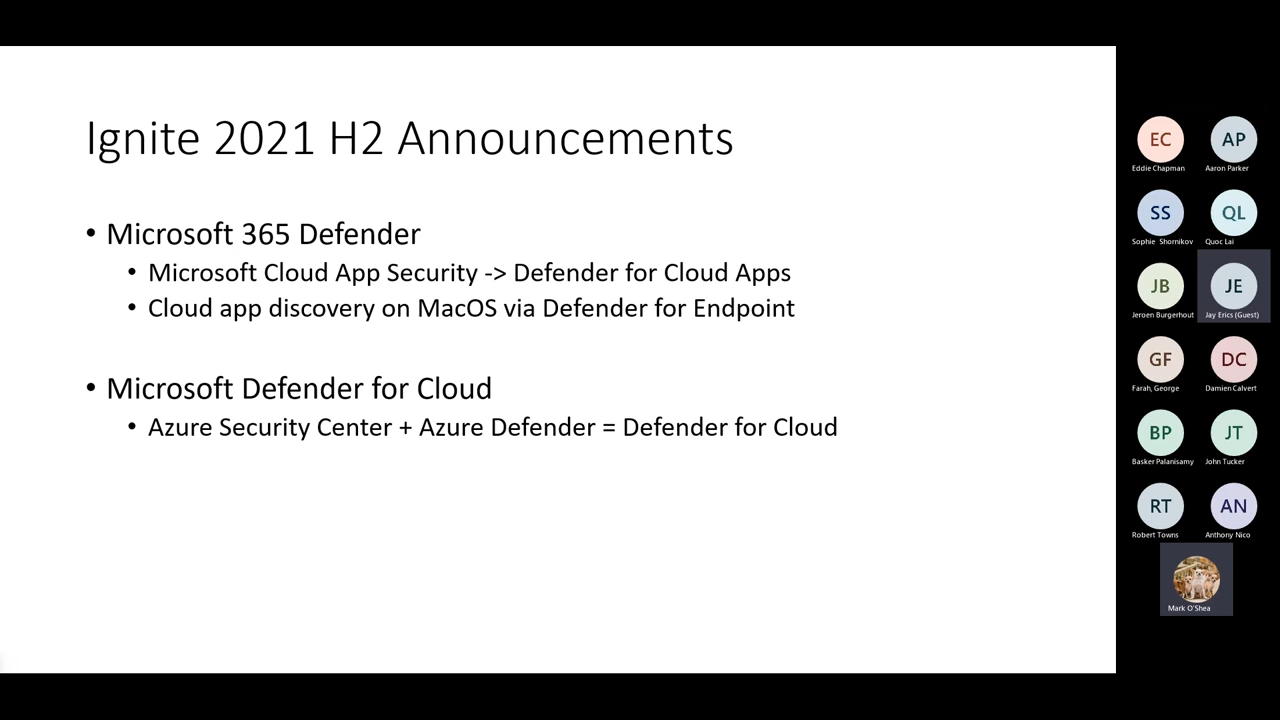 Ignite 2021 H2 Announcements
• Microsoft 365 Defender
• Microsoft Cloud App Security -> Defender for Cloud Apps
• Cloud app discovery on MacOS via Defender for Endpoint
• Microsoft Defender for Cloud
• Azure Security Center + Azure Defender = Defender for Cloud
EC
Eddie Chapman
AP
Aaron Parker
SS
Sophie Shornikov
QL
Quoc Lai
JB
Jeroen Burgerhout
JE
Jay Erics (Guest)
GF
Farah, George
DC
Damien Calvert
BP
Basker Palanisamy
JT
John Tucker
RT
Robert Towns
AN
Anthony Nico
Mark O'Shea